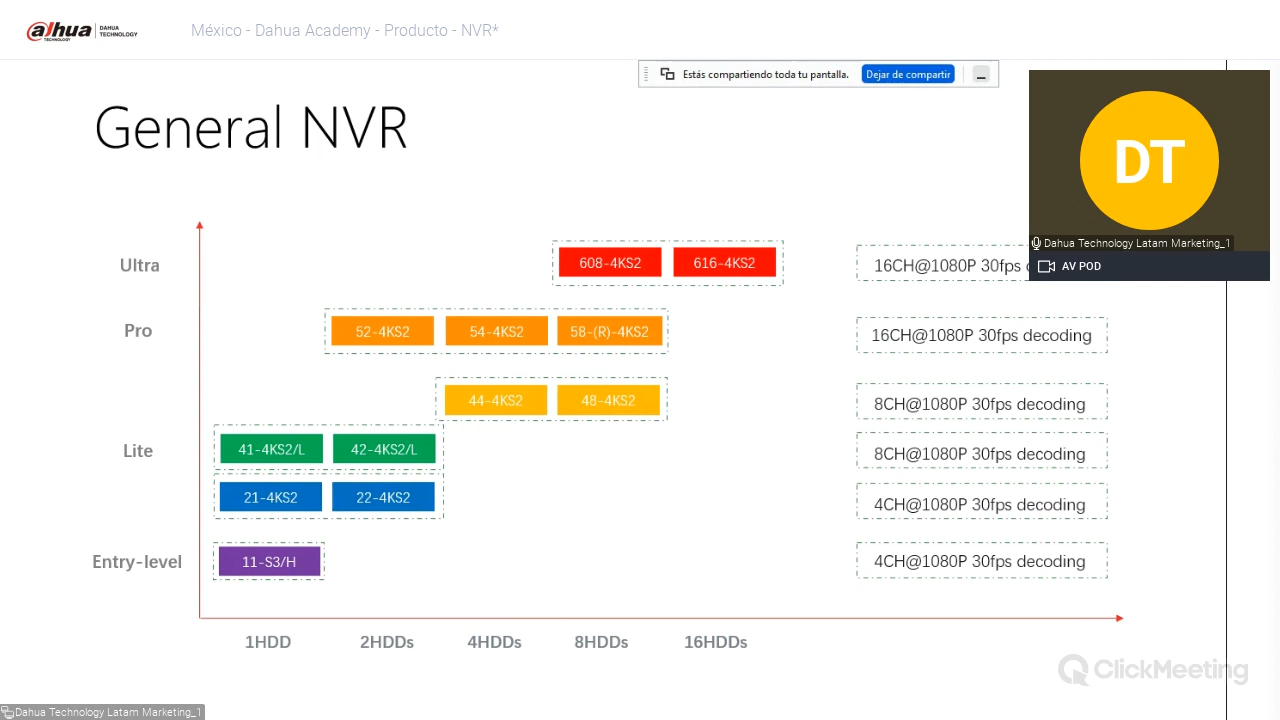 alhua
TECHNOLOGY
DAHUA
TECHNOLOGY
México - Dahua Academy - Producto - NVR*
Estás compartiendo toda tu pantalla.
Dejar de compartir
General NVR
DT
Dahua Technology Latam Marketing_1
AV POD
Ultra
608-4KS2
616-4KS2
16CH@1080P 30fps
Pro
52-4KS2
54-4KS2
58-(R)-4KS2
16CH@1080P 30fps decoding
44-4KS2
48-4KS2
8CH@1080P 30fps decoding
Lite
41-4KS2/L
42-4KS2/L
8CH@1080P 30fps decoding
21-4KS2
22-4KS2
4CH@1080P 30fps decoding
Entry-level
11-S3/H
4CH@1080P 30fps decoding
1HDD
2HDDs
4HDDs
8HDDs
16HDDs
ClickMeeting
Dahua Technology Latam Marketing_1